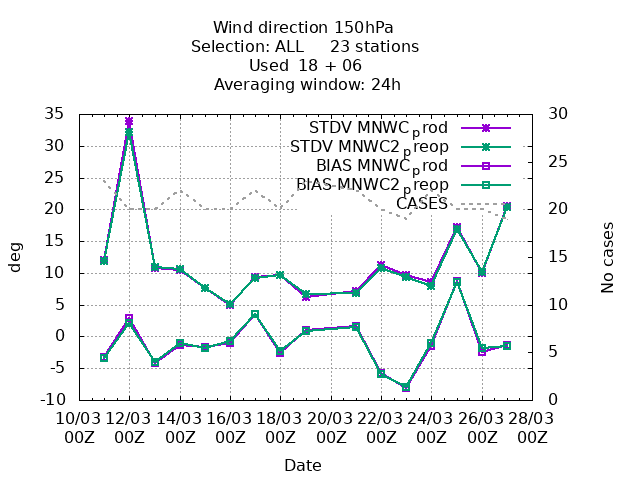 Wind direction 150hPa
Selection: ALL 23 stations
Used 18 + 06
Averaging window: 24h
35 30 25 20 15 10 5 0 -5 -10
deg
STDV MNWC_prod
STDV MNWC2_preop
BIAS MNWC_prod
BIAS MNWC2_preop
CASES
30 25 20 15 10 5 0
No cases
10/03 12/03 14/03 16/03 18/03 20/03 22/03 24/03 26/03 28/03
00Z 00Z 00Z 00Z 00Z 00Z 00Z 00Z 00Z 00Z
Date